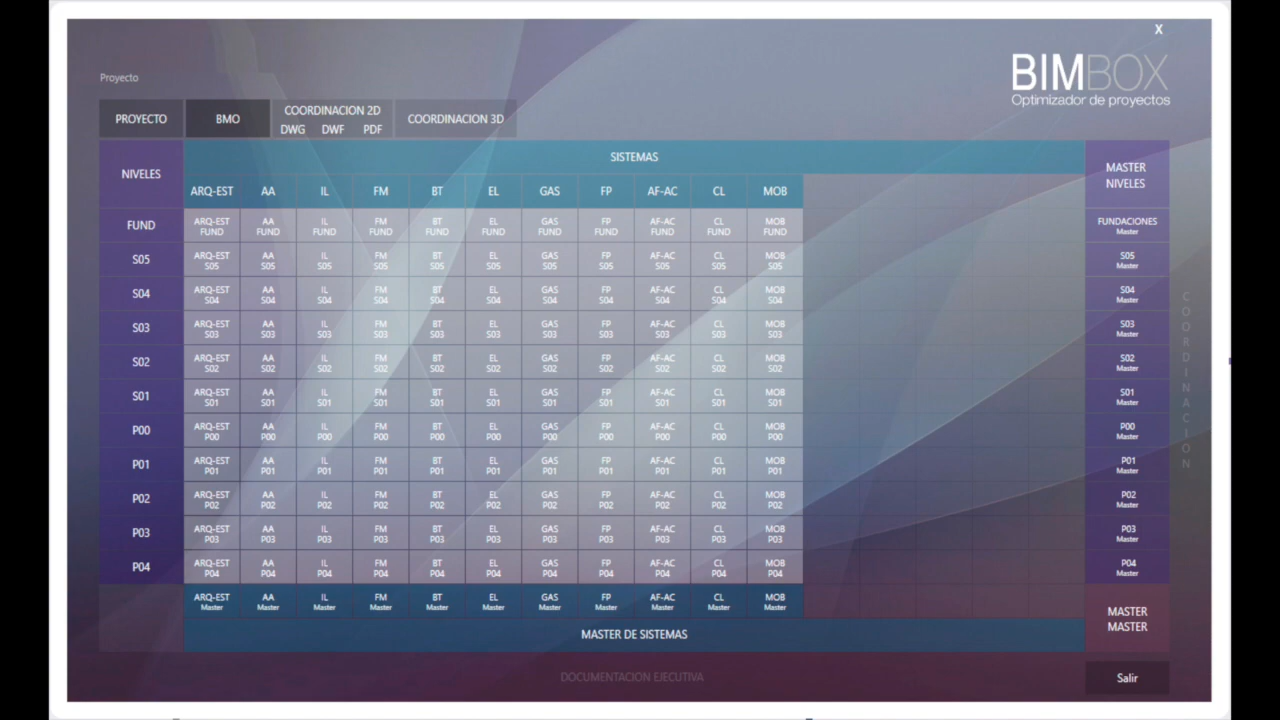 X
Proyecto
BIMBOX
Optimizador de proyectos
PROYECTO BMO COORDINACION 2D COORDINACION 3D
DWG DWF PDF
NIVELES SISTEMAS MASTER NIVELES
ARQ-EST AA IL FM BT EL GAS FP AF-AC CL MOB
FUND ARQ-EST AA IL FM BT EL GAS FP AF-AC CL MOB FUNDACIONES
FUND FUND FUND FUND FUND FUND FUND FUND FUND FUND FUND Master
S05 ARQ-EST AA IL FM BT EL GAS FP AF-AC CL MOB S05
S05 S05 S05 S05 S05 S05 S05 S05 S05 S05 S05 Master
S04 ARQ-EST AA IL FM BT EL GAS FP AF-AC CL MOB S04
S04 S04 S04 S04 S04 S04 S04 S04 S04 S04 S04 Master
S03 ARQ-EST AA IL FM BT EL GAS FP AF-AC CL MOB S03
S03 S03 S03 S03 S03 S03 S03 S03 S03 S03 S03 Master
S02 ARQ-EST AA IL FM BT EL GAS FP AF-AC CL MOB S02
S02 S02 S02 S02 S02 S02 S02 S02 S02 S02 S02 Master
S01 ARQ-EST AA IL FM BT EL GAS FP AF-AC CL MOB S01
S01 S01 S01 S01 S01 S01 S01 S01 S01 S01 S01 Master
P00 ARQ-EST AA IL FM BT EL GAS FP AF-AC CL MOB P00
P00 P00 P00 P00 P00 P00 P00 P00 P00 P00 P00 Master
P01 ARQ-EST AA IL FM BT EL GAS FP AF-AC CL MOB P01
P01 P01 P01 P01 P01 P01 P01 P01 P01 P01 P01 Master
P02 ARQ-EST AA IL FM BT EL GAS FP AF-AC CL MOB P02
P02 P02 P02 P02 P02 P02 P02 P02 P02 P02 P02 Master
P03 ARQ-EST AA IL FM BT EL GAS FP AF-AC CL MOB P03
P03 P03 P03 P03 P03 P03 P03 P03 P03 P03 P03 Master
P04 ARQ-EST AA IL FM BT EL GAS FP AF-AC CL MOB P04
P04 P04 P04 P04 P04 P04 P04 P04 P04 P04 P04 Master
ARQ-EST AA IL FM BT EL GAS FP AF-AC CL MOB
Master Master Master Master Master Master Master Master Master Master Master
MASTER DE SISTEMAS
MASTER
MASTER
COORDINACION
DOCUMENTACION EJECUTIVA
Salir